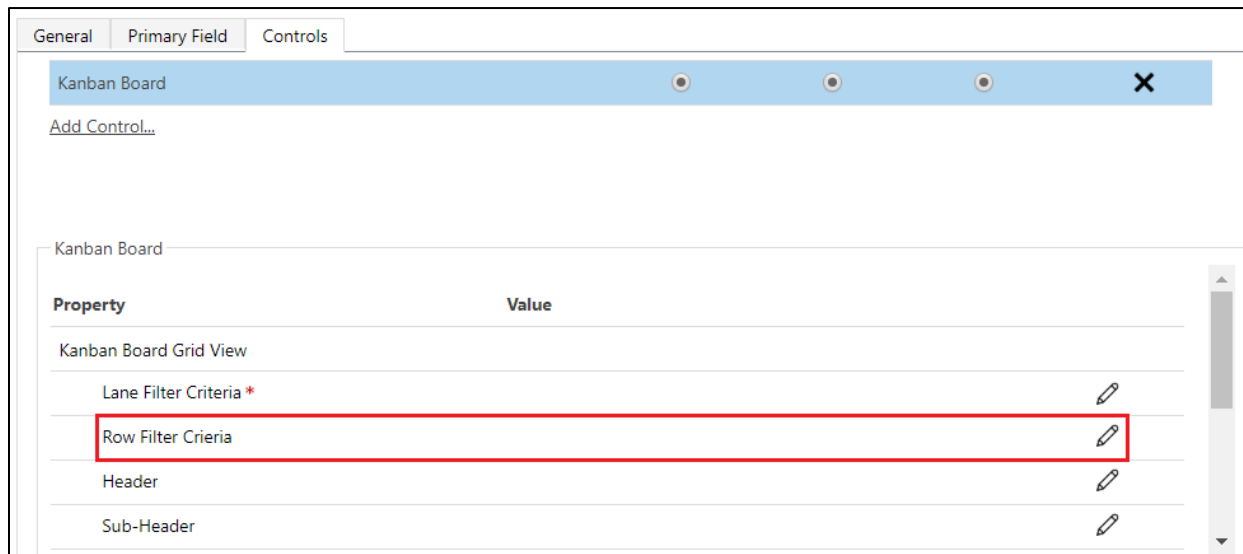 General Primary Field Controls
Kanban Board
Add Control...
Kanban Board
Property Value
Kanban Board Grid View
Lane Filter Criteria *
Row Filter Crieria
Header
Sub-Header